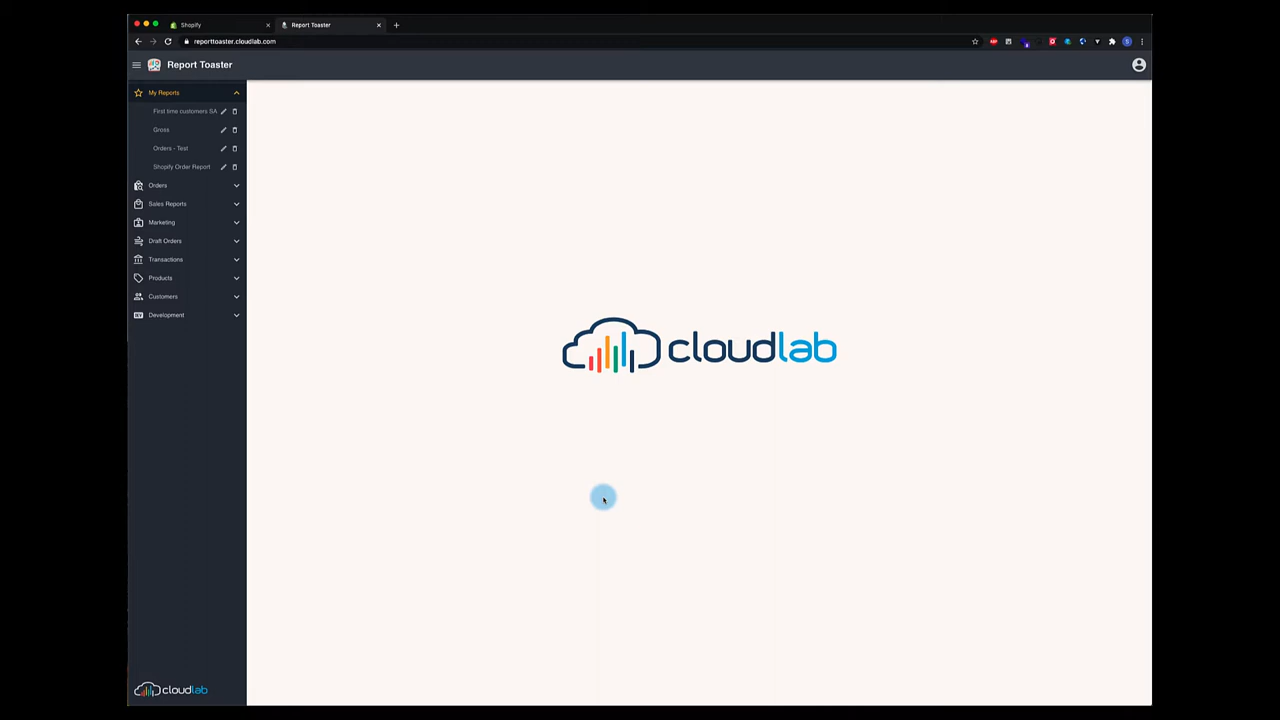 Shopify
Report Toaster
reporttoaster.cloudlab.com
Report Toaster
My Reports
First time customers SA
Gross
Orders - Test
Shopify Order Report
Orders
Sales Reports
Marketing
Draft Orders
Transactions
Products
Customers
Development
cloudlab
cloudlab